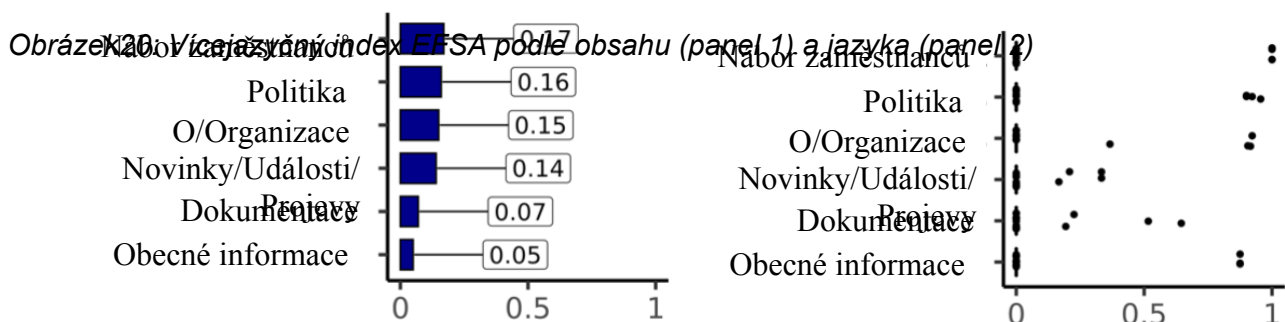 Obrázek 20: Vícejazyčný index EFSA podle obsahu (panel 1) a jazyka (panel 2)
Nábor zaměstnanců
0.17
Politika
0.16
O/Organizace
0.15
Novinky/Události/
Projevy
0.14
Dokumentace
0.07
Obecné informace
0.05
0 0.5 1
Nábor zaměstnanců
Politika
O/Organizace
Novinky/Události/
Projevy
Dokumentace
Obecné informace
0 0.5 1